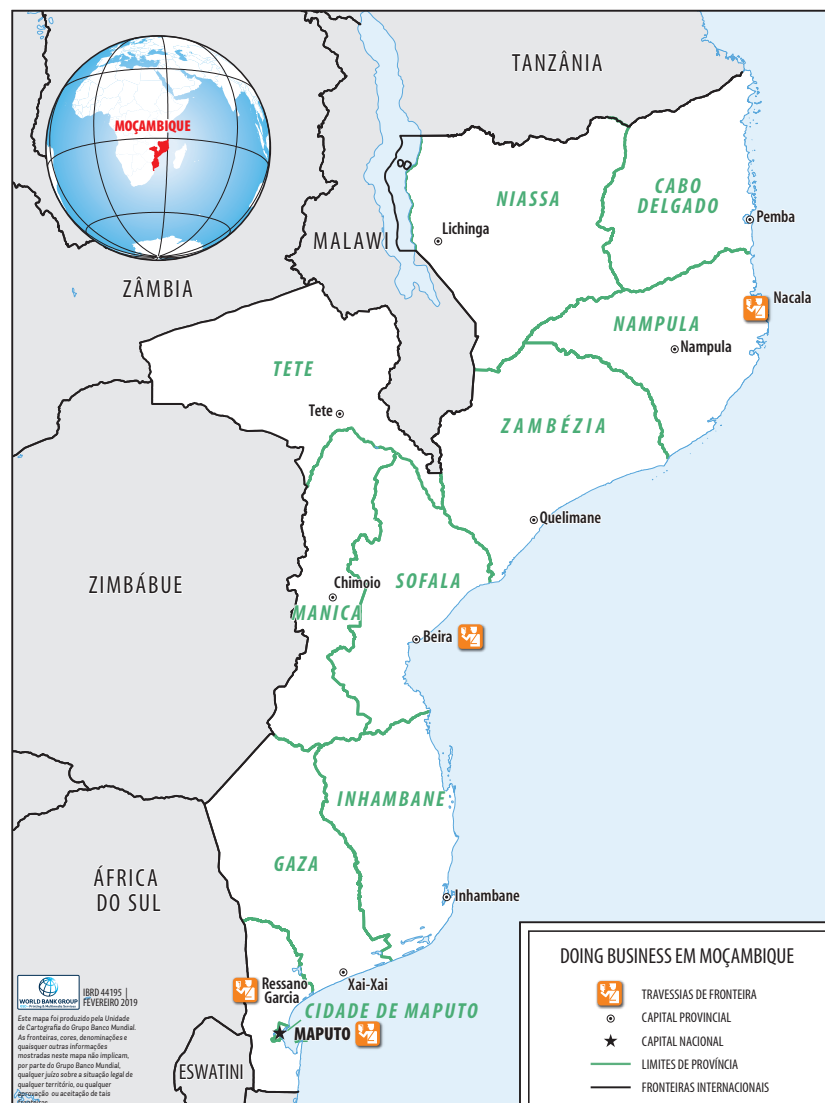 TANZÂNIA
MOÇAMBIQUE
NIASSA
CABO
DELGADO
Pemba
Lichinga
MALAWI
ZÂMBIA
Nacala
NAMPULA
Nampula
TETE
Tete
ZAMBÉZIA
Quelimane
ZIMBÁBUE
Chimoio
SOFALA
MANICA
Beira
INHAMBANE
GAZA
ÁFRICA
DO SUL
Inhambane
Xai-Xai
Ressano
Garcia
CIDADE DE MAPUTO
MAPUTO
ESWATINI
WORLD BANK GROUP
IBRD 44195 |
FEVEREIRO 2019
Este mapa foi produzido pela Unidade
de Cartografia do Grupo Banco Mundial.
As fronteiras, cores, denominações e
quaisquer outras informações
mostradas neste mapa não implicam,
por parte do Grupo Banco Mundial,
qualquer juízo sobre a situação legal de
qualquer território, ou qualquer
aprovação ou aceitação de tais
fronteiras.
DOING BUSINESS EM MOÇAMBIQUE
TRAVESSIAS DE FRONTEIRA
CAPITAL PROVINCIAL
CAPITAL NACIONAL
LIMITES DE PROVÍNCIA
FRONTEIRAS INTERNACIONAIS